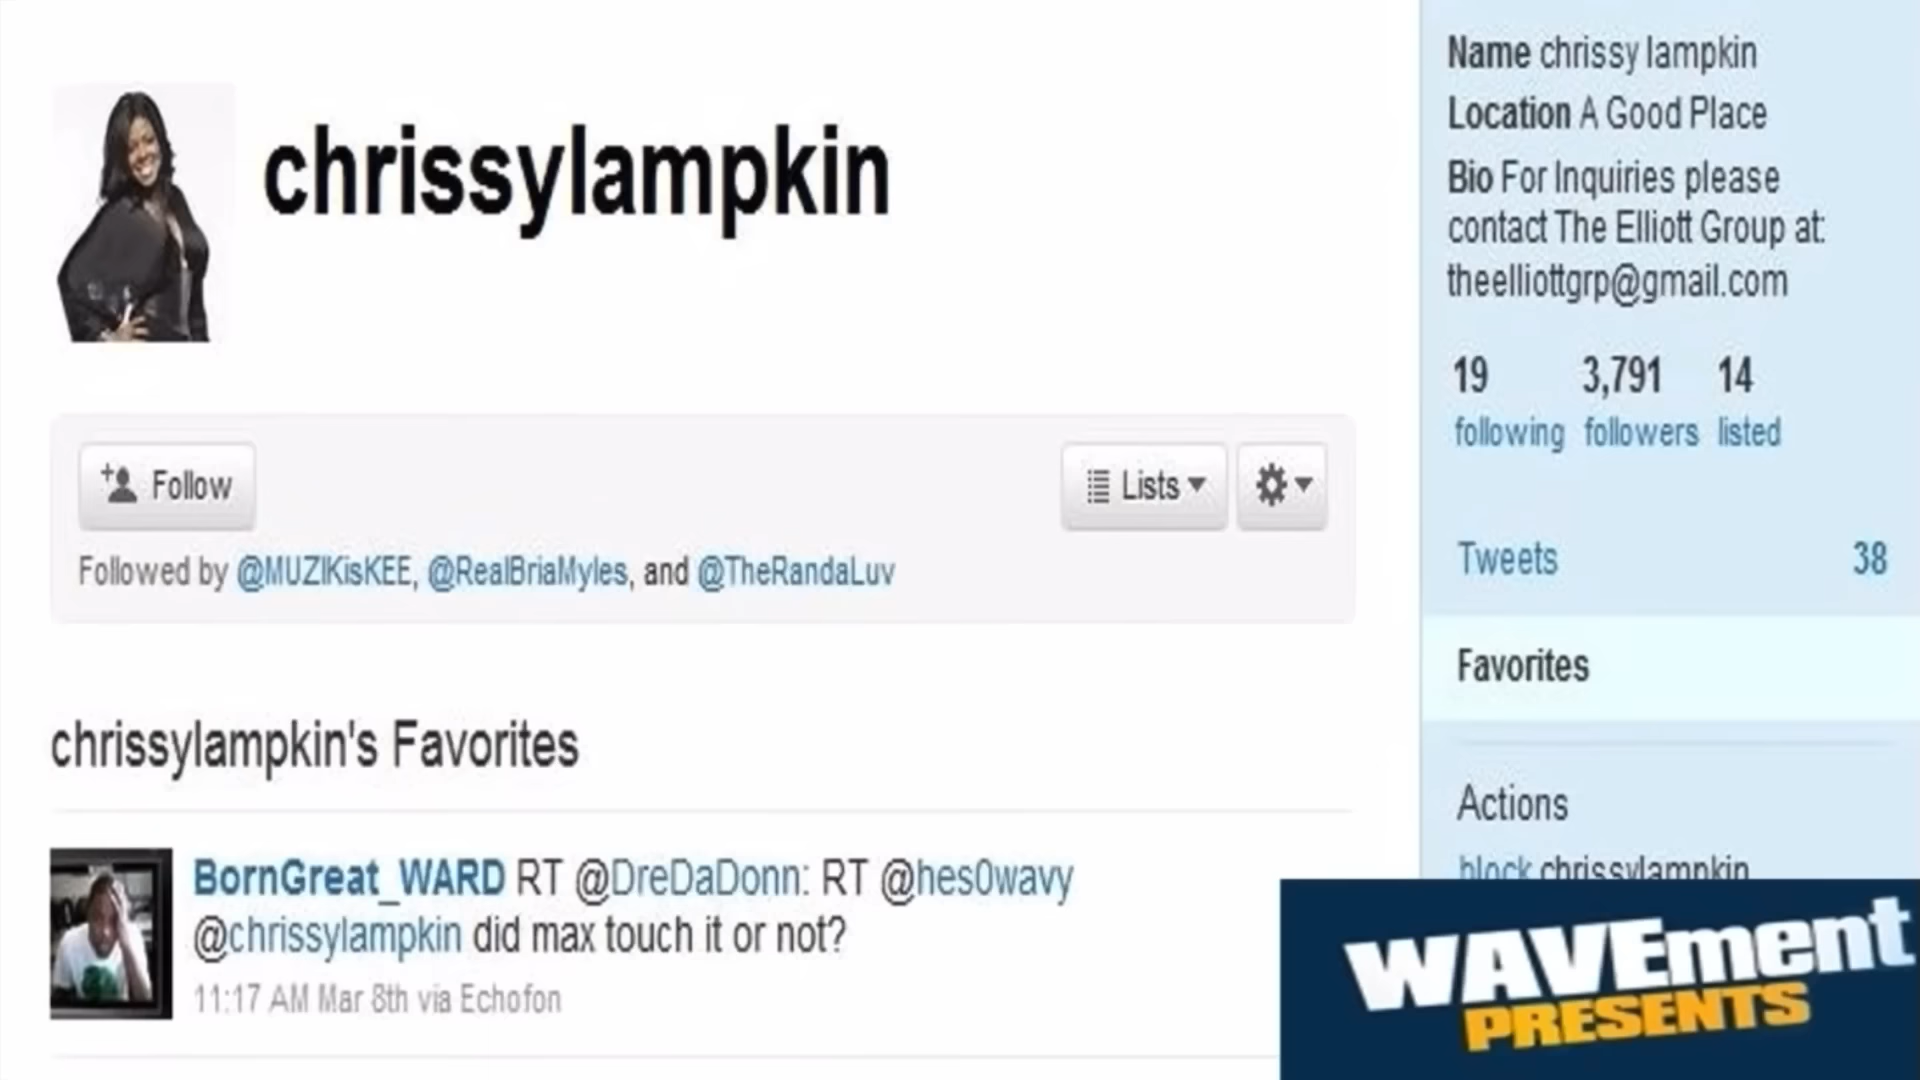 chrissylampkin
Follow
Lists
Followed by @MUZIKisKEE, @RealBriaMyles, and @TheRandaLuv
chrissylampkin's Favorites
BornGreat_WARD RT @DreDaDonn: RT @hes0wavy
@chrissylampkin did max touch it or not?
11:17 AM Mar 8th via Echofon
Name chrissy lampkin
Location A Good Place
Bio For Inquiries please
contact The Elliott Group at:
theelliottgrp@gmail.com
19 3,791 14
following followers listed
Tweets 38
Favorites
Actions
block chrissylampkin
WAVEment
PRESENTS